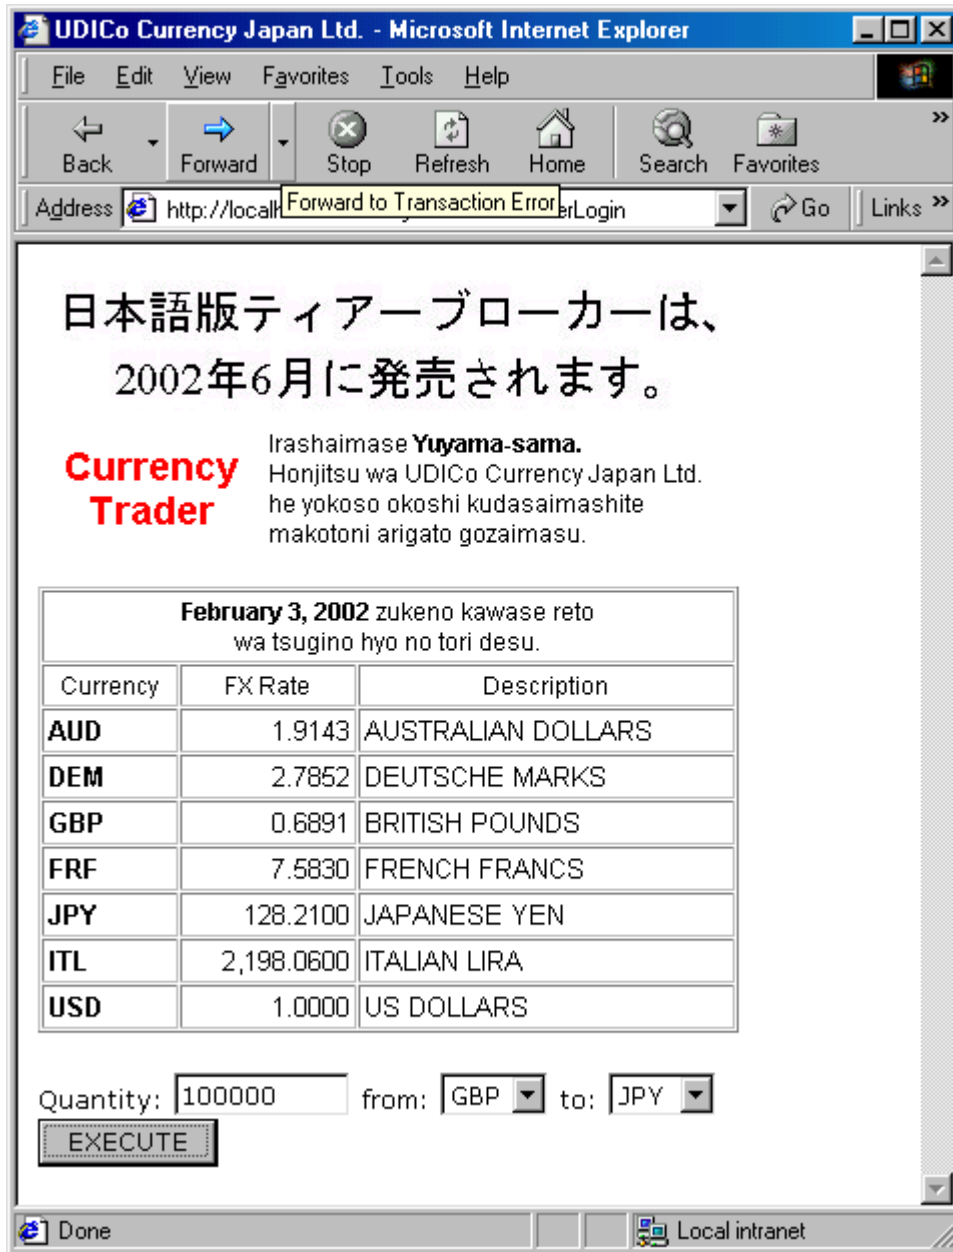 UDICo Currency Japan Ltd. - Microsoft Internet Explorer
File Edit View Favorites Tools Help
Back Forward Stop Refresh Home Search Favorites »
Address http://localh Forward to Transaction Error erLogin Go Links »
日本語版ティアーブローカーは、
2002年6月に発売されます。
Currency
Trader
Irashaimase Yuyama-sama.
Honjitsu wa UDICo Currency Japan Ltd.
he yokoso okoshi kudasaimashite
makotoni arigato gozaimasu.
February 3, 2002 zukeno kawase reto
wa tsugino hyo no tori desu.
Currency FX Rate Description
AUD 1.9143 AUSTRALIAN DOLLARS
DEM 2.7852 DEUTSCHE MARKS
GBP 0.6891 BRITISH POUNDS
FRF 7.5830 FRENCH FRANCS
JPY 128.2100 JAPANESE YEN
ITL 2,198.0600 ITALIAN LIRA
USD 1.0000 US DOLLARS
Quantity: 100000 from: GBP to: JPY
EXECUTE
Done Local intranet